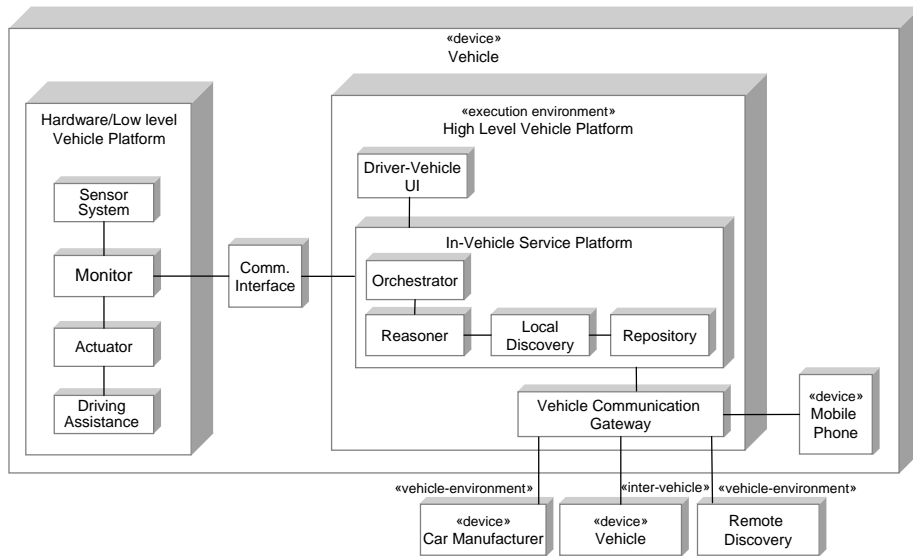 «device»
Vehicle
Hardware/Low level
Vehicle Platform
Sensor
System
Monitor
Actuator
Driving
Assistance
Comm.
Interface
«execution environment»
High Level Vehicle Platform
Driver-Vehicle
UI
In-Vehicle Service Platform
Orchestrator
Reasoner
Local
Discovery
Repository
Vehicle Communication
Gateway
«device»
Mobile
Phone
«vehicle-environment»
«inter-vehicle»
«vehicle-environment»
«device»
Car Manufacturer
«device»
Vehicle
Remote
Discovery